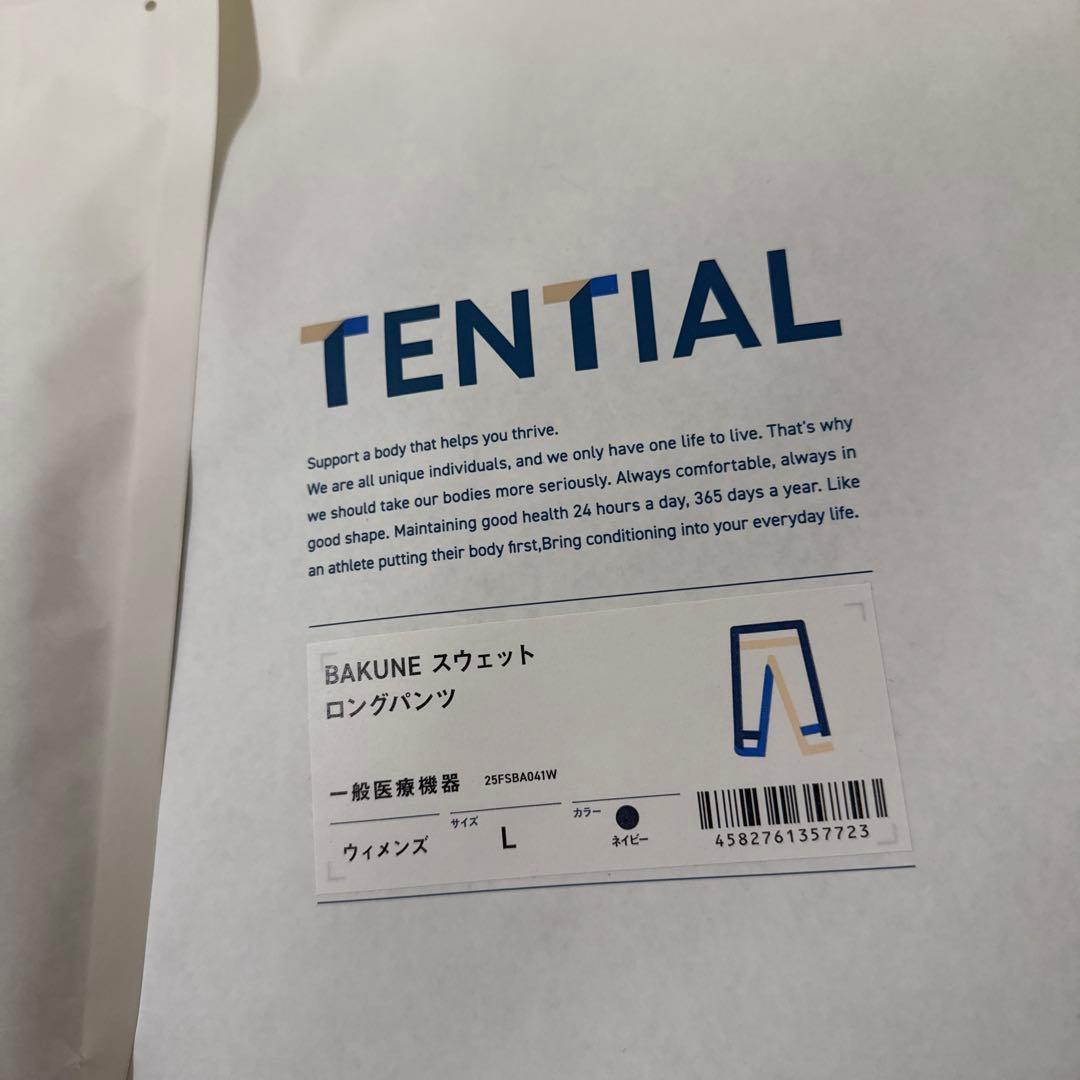 TENTIAL
Support a body that helps you thrive.
We are all unique individuals, and we only have one life to live. That's why
we should take our bodies more seriously. Always comfortable, always in
good shape. Maintaining good health 24 hours a day, 365 days a year. Like
an athlete putting their body first,Bring conditioning into your everyday life.
BAKUNE スウェット
ロングパンツ
一般医療機器 25FSBA041W
ウィメンズ
サイズ
L
カラー
ネイビー
4582761357723